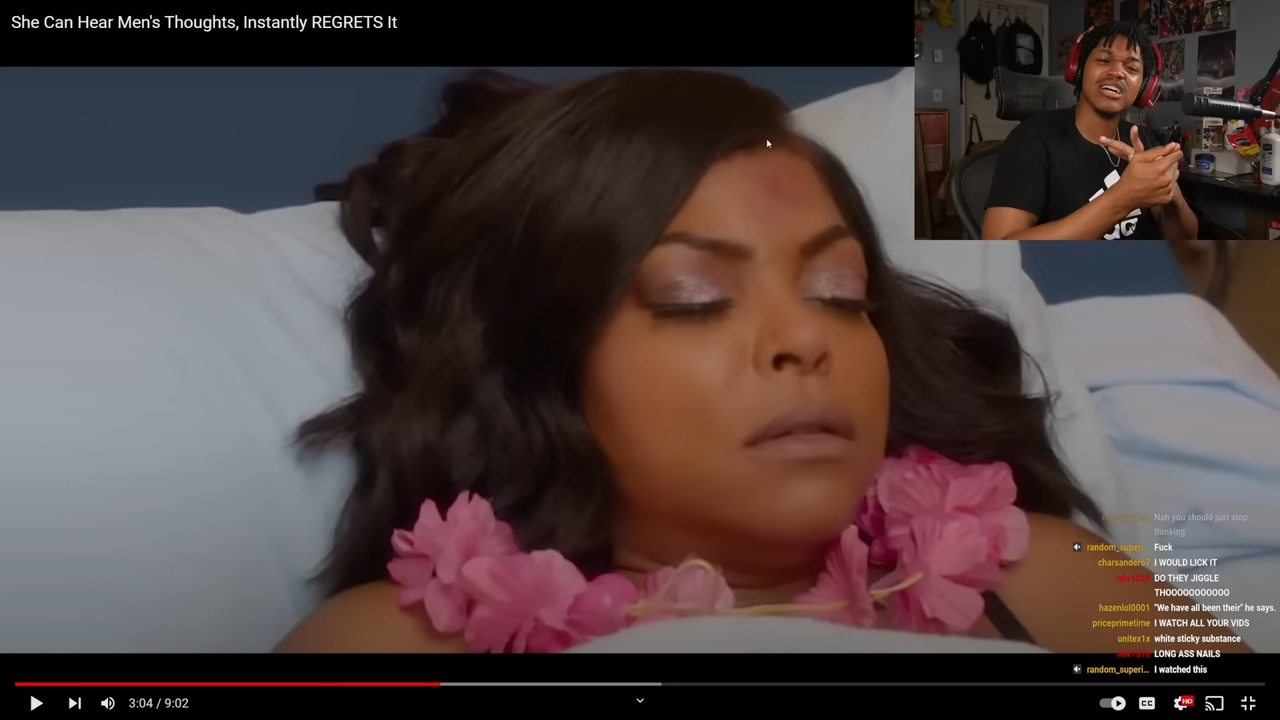 She Can Hear Men's Thoughts, Instantly REGRETS It
Nah you should just stop
thinking
random_superi... Fuck
charsander67 I WOULD LICK IT
DO THEY JIGGLE
THOOOOOOOOOOO
hazenlol0001 "We have all been their" he says.
priceprimetime I WATCH ALL YOUR VIDS
unitex1x white sticky substance
LONG ASS NAILS
random_superi... I watched this
3:04 / 9:02
CC
HD